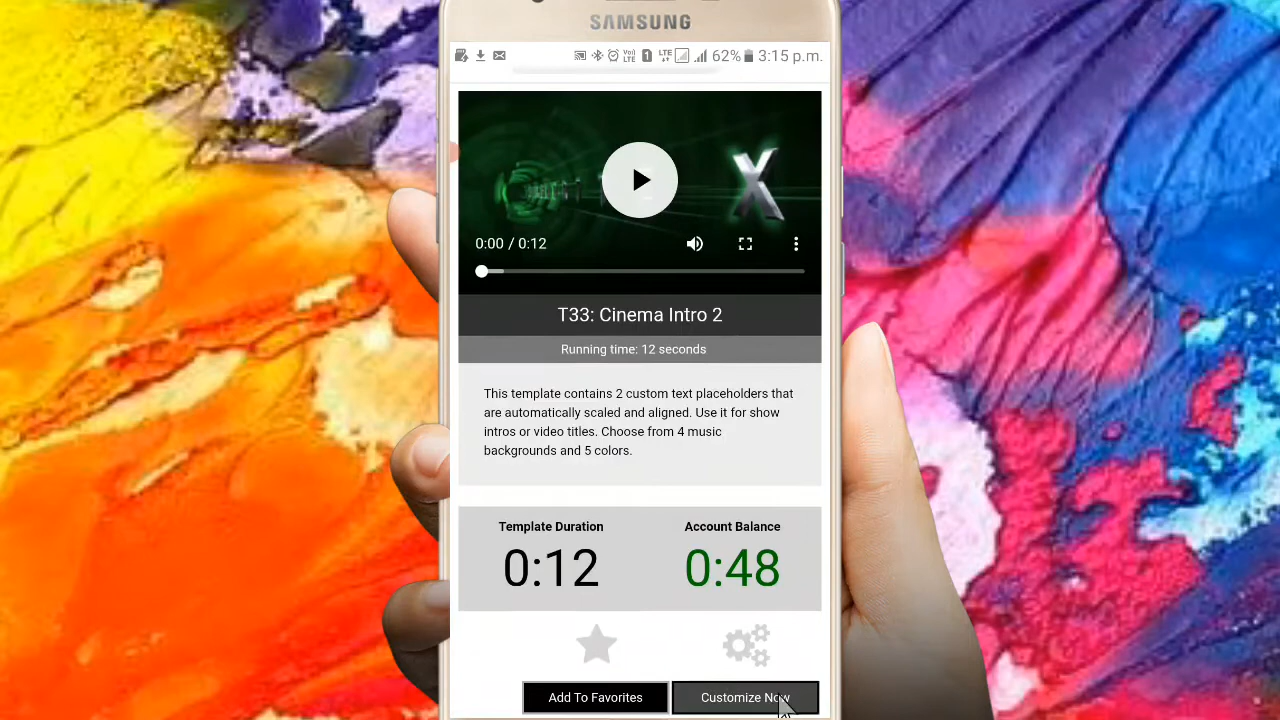 SAMSUNG
62% 3:15 p.m.
X
0:00 / 0:12
T33: Cinema Intro 2
Running time: 12 seconds
This template contains 2 custom text placeholders that
are automatically scaled and aligned. Use it for show
intros or video titles. Choose from 4 music
backgrounds and 5 colors.
Template Duration
Account Balance
0:12
0:48
Add To Favorites
Customize Now